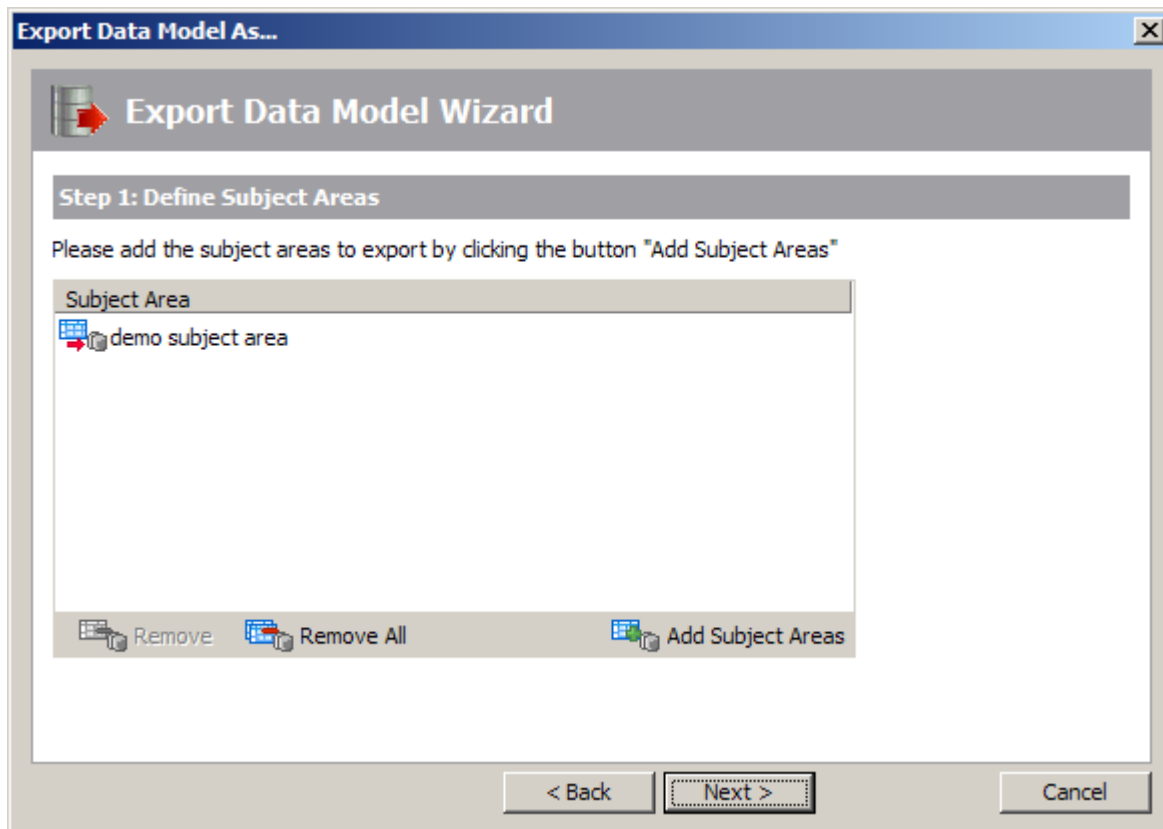 Export Data Model As...
Export Data Model Wizard
Step 1: Define Subject Areas
Please add the subject areas to export by clicking the button "Add Subject Areas"
Subject Area
demo subject area
Remove Remove All Add Subject Areas
< Back Next > Cancel